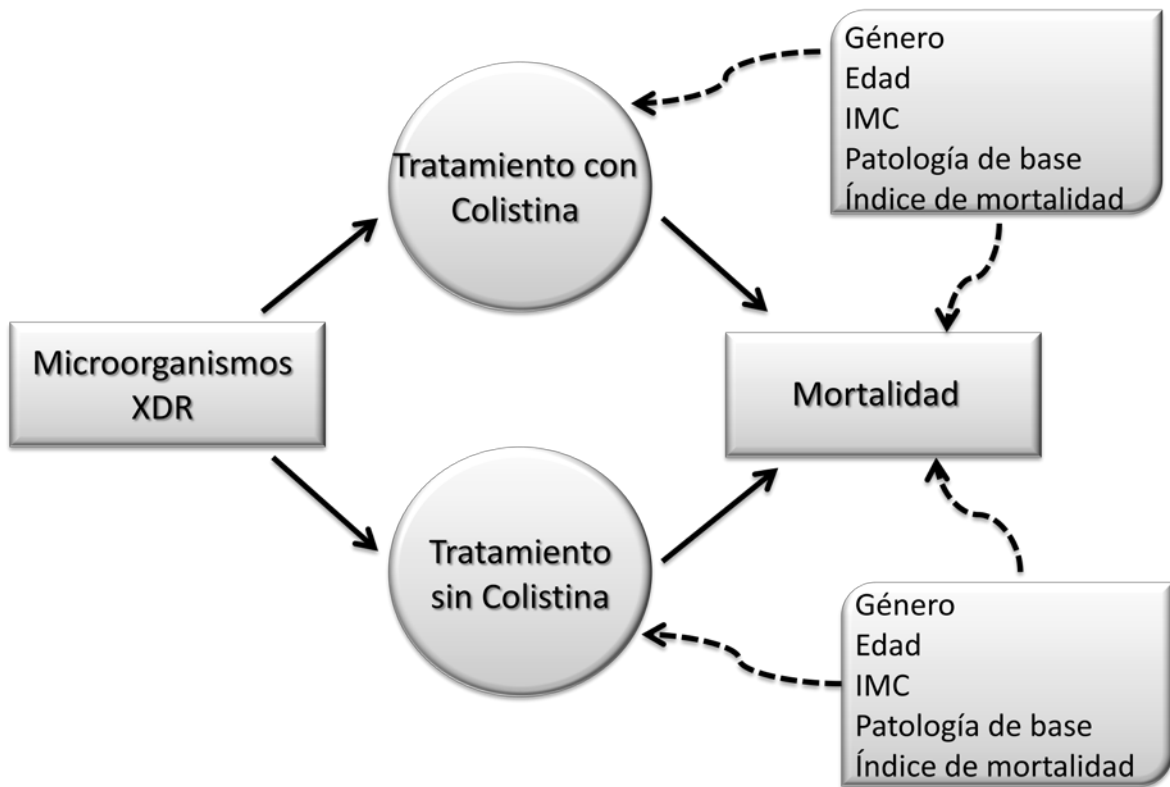 Género
Edad
IMC
Patología de base
Índice de mortalidad
Tratamiento con
Colistina
Microorganismos
XDR
Mortalidad
Tratamiento
sin Colistina
Género
Edad
IMC
Patología de base
Índice de mortalidad